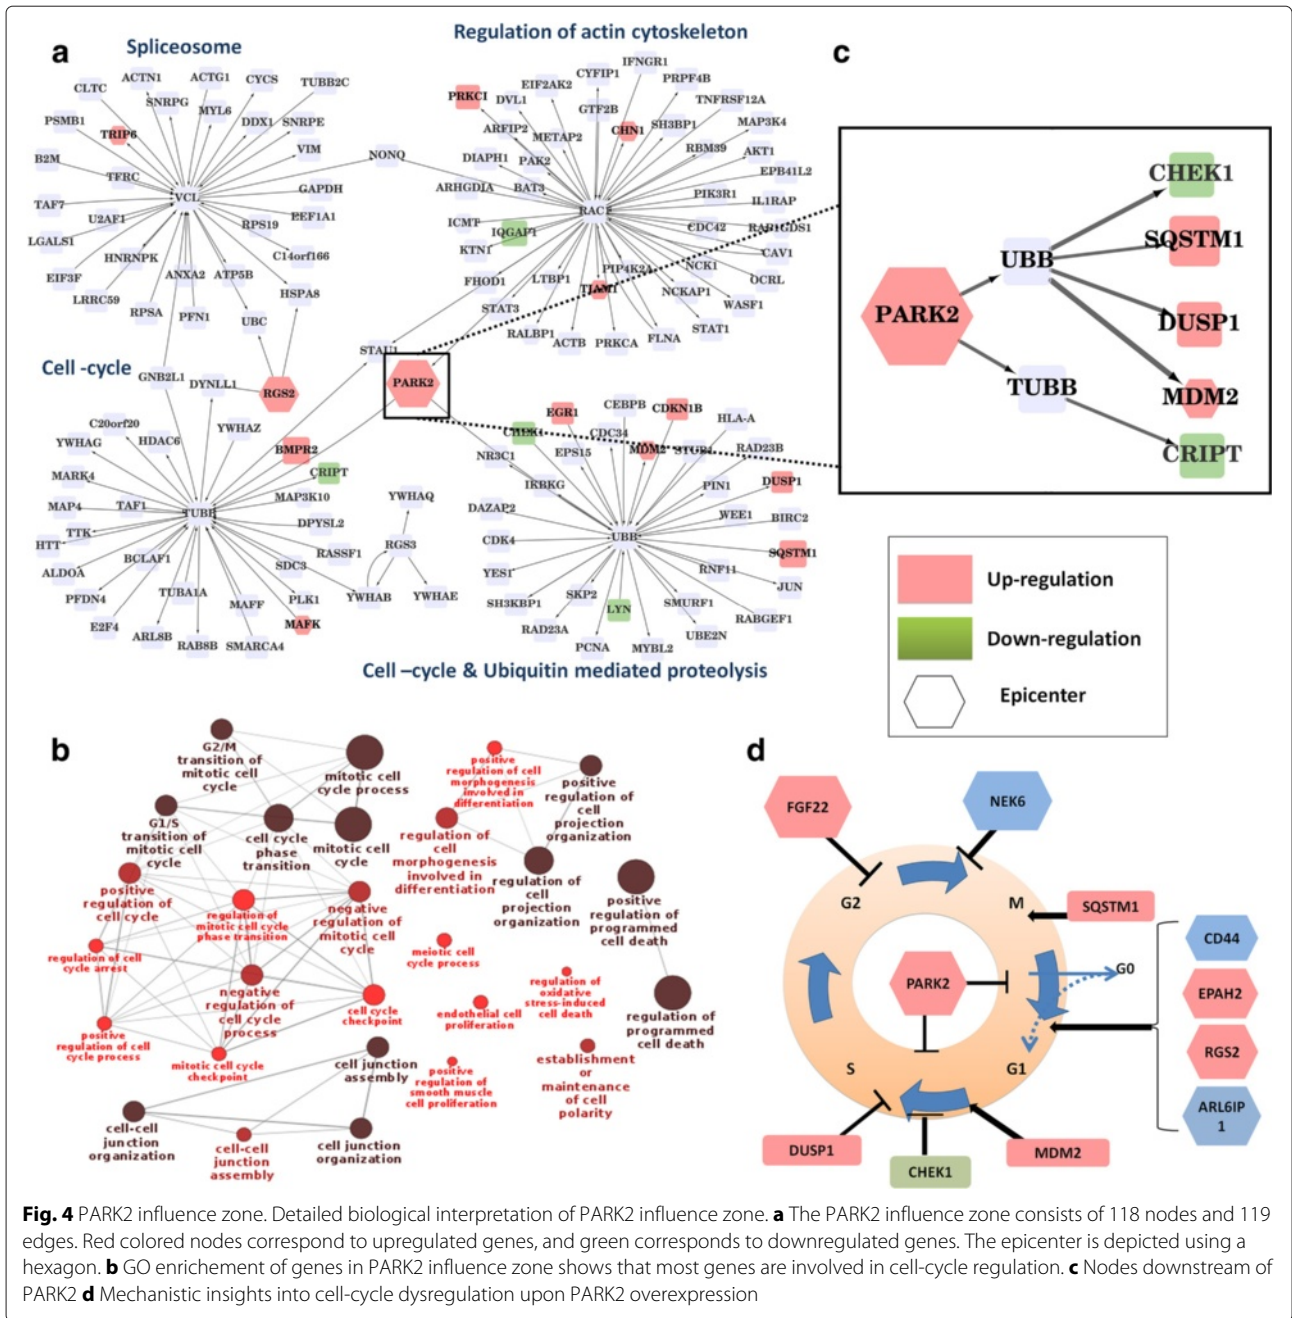 a
Spliceosome
Regulation of actin cytoskeleton
c
CLTC
ACTN1
ACTG1
CYCS
TUBB2C
SNRPG
MYL6
PSMB1
TRIP6
DDX1
SNRPE
B2M
VIM
NONO
TFRC
VCL
GAPDH
TAF7
U2AF1
RPS19
EEF1A1
LGALS1
HNRNPK
C14orf166
EIF3F
ANXA2
ATP5B
LRRC59
HSPA8
RPSA
PFN1
UBC
IFNGR1
CYFIP1
PRPF4B
PRKCI
DVL1
EIF2AK2
TNFRSF12A
GTF2B
ARFIP2
METAP2
CHN1
SH3BP1
MAP3K4
DIAPH1
PAK2
RBM39
AKT1
ARHGDIA
BAT3
EPB41L2
RAC1
PIK3R1
IL1RAP
ICMT
IQGAP1
CDC42
RAP1GDS1
KTN1
CAV1
FHOD1
LTBP1
PIP4K2A
NCK1
OCRL
TJAM1
NCKAP1
STAT3
WASF1
RALBP1
STAT1
ACTB
PRKCA
FLNA
STAU1
PARK2
Cell -cycle
GNB2L1
DYNLL1
RGS2
C20orf20
YWHAG
HDAC6
YWHAZ
BMPR2
MARK4
CRIPT
MAP4
TAF1
TUBB
MAP3K10
TTK
DPYSL2
HTT
BCLAF1
RASSF1
ALDOA
SDC3
TUBA1A
PFDN4
MAFF
PLK1
E2F4
MAFK
ARL8B
RAB8B
SMARCA4
YWHAQ
RGS3
YWHAB
YWHAE
CEBPB
EGR1
CDKN1B
HLA-A
CHEK1
CDC34
NR3C1
EPS15
MDM2
RAD23B
IKBKG
PIN1
DUSP1
DAZAP2
WEE1
BIRC2
CDK4
UBB
SQSTM1
YES1
RNF11
JUN
SKP2
SH3KBP1
LYN
SMURF1
RABGEF1
RAD23A
UBE2N
PCNA
MYBL2
Cell –cycle & Ubiquitin mediated proteolysis
PARK2
UBB
TUBB
CHEK1
SQSTM1
DUSP1
MDM2
CRIPT
Up-regulation
Down-regulation
Epicenter
b
G2/M
transition of
mitotic cell
cycle
mitotic cell
cycle process
G1/S
transition of
mitotic cell
cycle
cell cycle
phase
transition
mitotic cell
cycle
positive
regulation of
cell cycle
regulation of
mitotic cell cycle
phase transition
negative
regulation of
mitotic cell
cycle
regulation of cell
cycle arrest
negative
regulation of
cell cycle
process
cell cycle
checkpoint
positive
regulation of cell
cycle process
mitotic cell cycle
checkpoint
cell junction
assembly
cell-cell
junction
organization
cell-cell
junction
assembly
cell junction
organization
positive
regulation of cell
morphogenesis
involved in
differentiation
positive
regulation of
cell
projection
organization
regulation of
cell
morphogenesis
involved in
differentiation
regulation of
cell
projection
organization
positive
regulation of
programmed
cell death
meiotic cell
cycle process
regulation of
oxidative
stress-induced
cell death
endothelial cell
proliferation
regulation of
programmed
cell death
positive
regulation of
smooth muscle
cell proliferation
establishment
or
maintenance
of cell
polarity
d
FGF22
NEK6
G2
M
SQSTM1
CD44
PARK2
G0
EPAH2
RGS2
S
G1
ARL6IP
1
DUSP1
CHEK1
MDM2
Fig. 4 PARK2 influence zone. Detailed biological interpretation of PARK2 influence zone. a The PARK2 influence zone consists of 118 nodes and 119
edges. Red colored nodes correspond to upregulated genes, and green corresponds to downregulated genes. The epicenter is depicted using a
hexagon. b GO enrichement of genes in PARK2 influence zone shows that most genes are involved in cell-cycle regulation. c Nodes downstream of
PARK2 d Mechanistic insights into cell-cycle dysregulation upon PARK2 overexpression